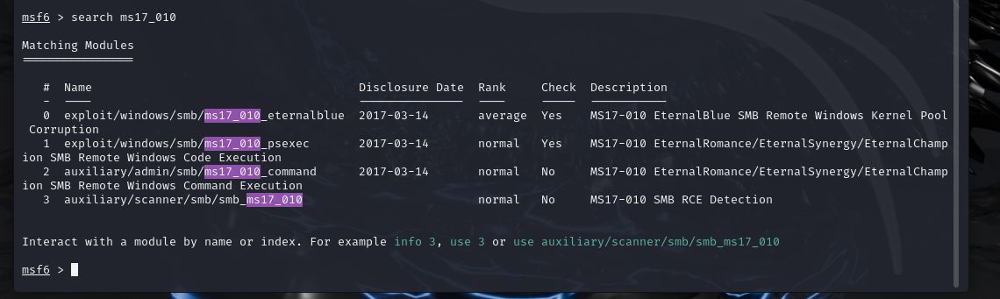 msf6 > search ms17_010
Matching Modules
================
#  Name                                      Disclosure Date  Rank     Check  Description
-  ----                                      ---------------  ----     -----  -----------
0  exploit/windows/smb/ms17_010_eternalblue  2017-03-14       average  Yes    MS17-010 EternalBlue SMB Remote Windows Kernel Pool
Corruption
1  exploit/windows/smb/ms17_010_psexec       2017-03-14       normal   Yes    MS17-010 EternalRomance/EternalSynergy/EternalChamp
ion SMB Remote Windows Code Execution
2  auxiliary/admin/smb/ms17_010_command      2017-03-14       normal   No     MS17-010 EternalRomance/EternalSynergy/EternalChamp
ion SMB Remote Windows Command Execution
3  auxiliary/scanner/smb/smb_ms17_010                         normal   No     MS17-010 SMB RCE Detection
Interact with a module by name or index. For example info 3, use 3 or use auxiliary/scanner/smb/smb_ms17_010
msf6 >